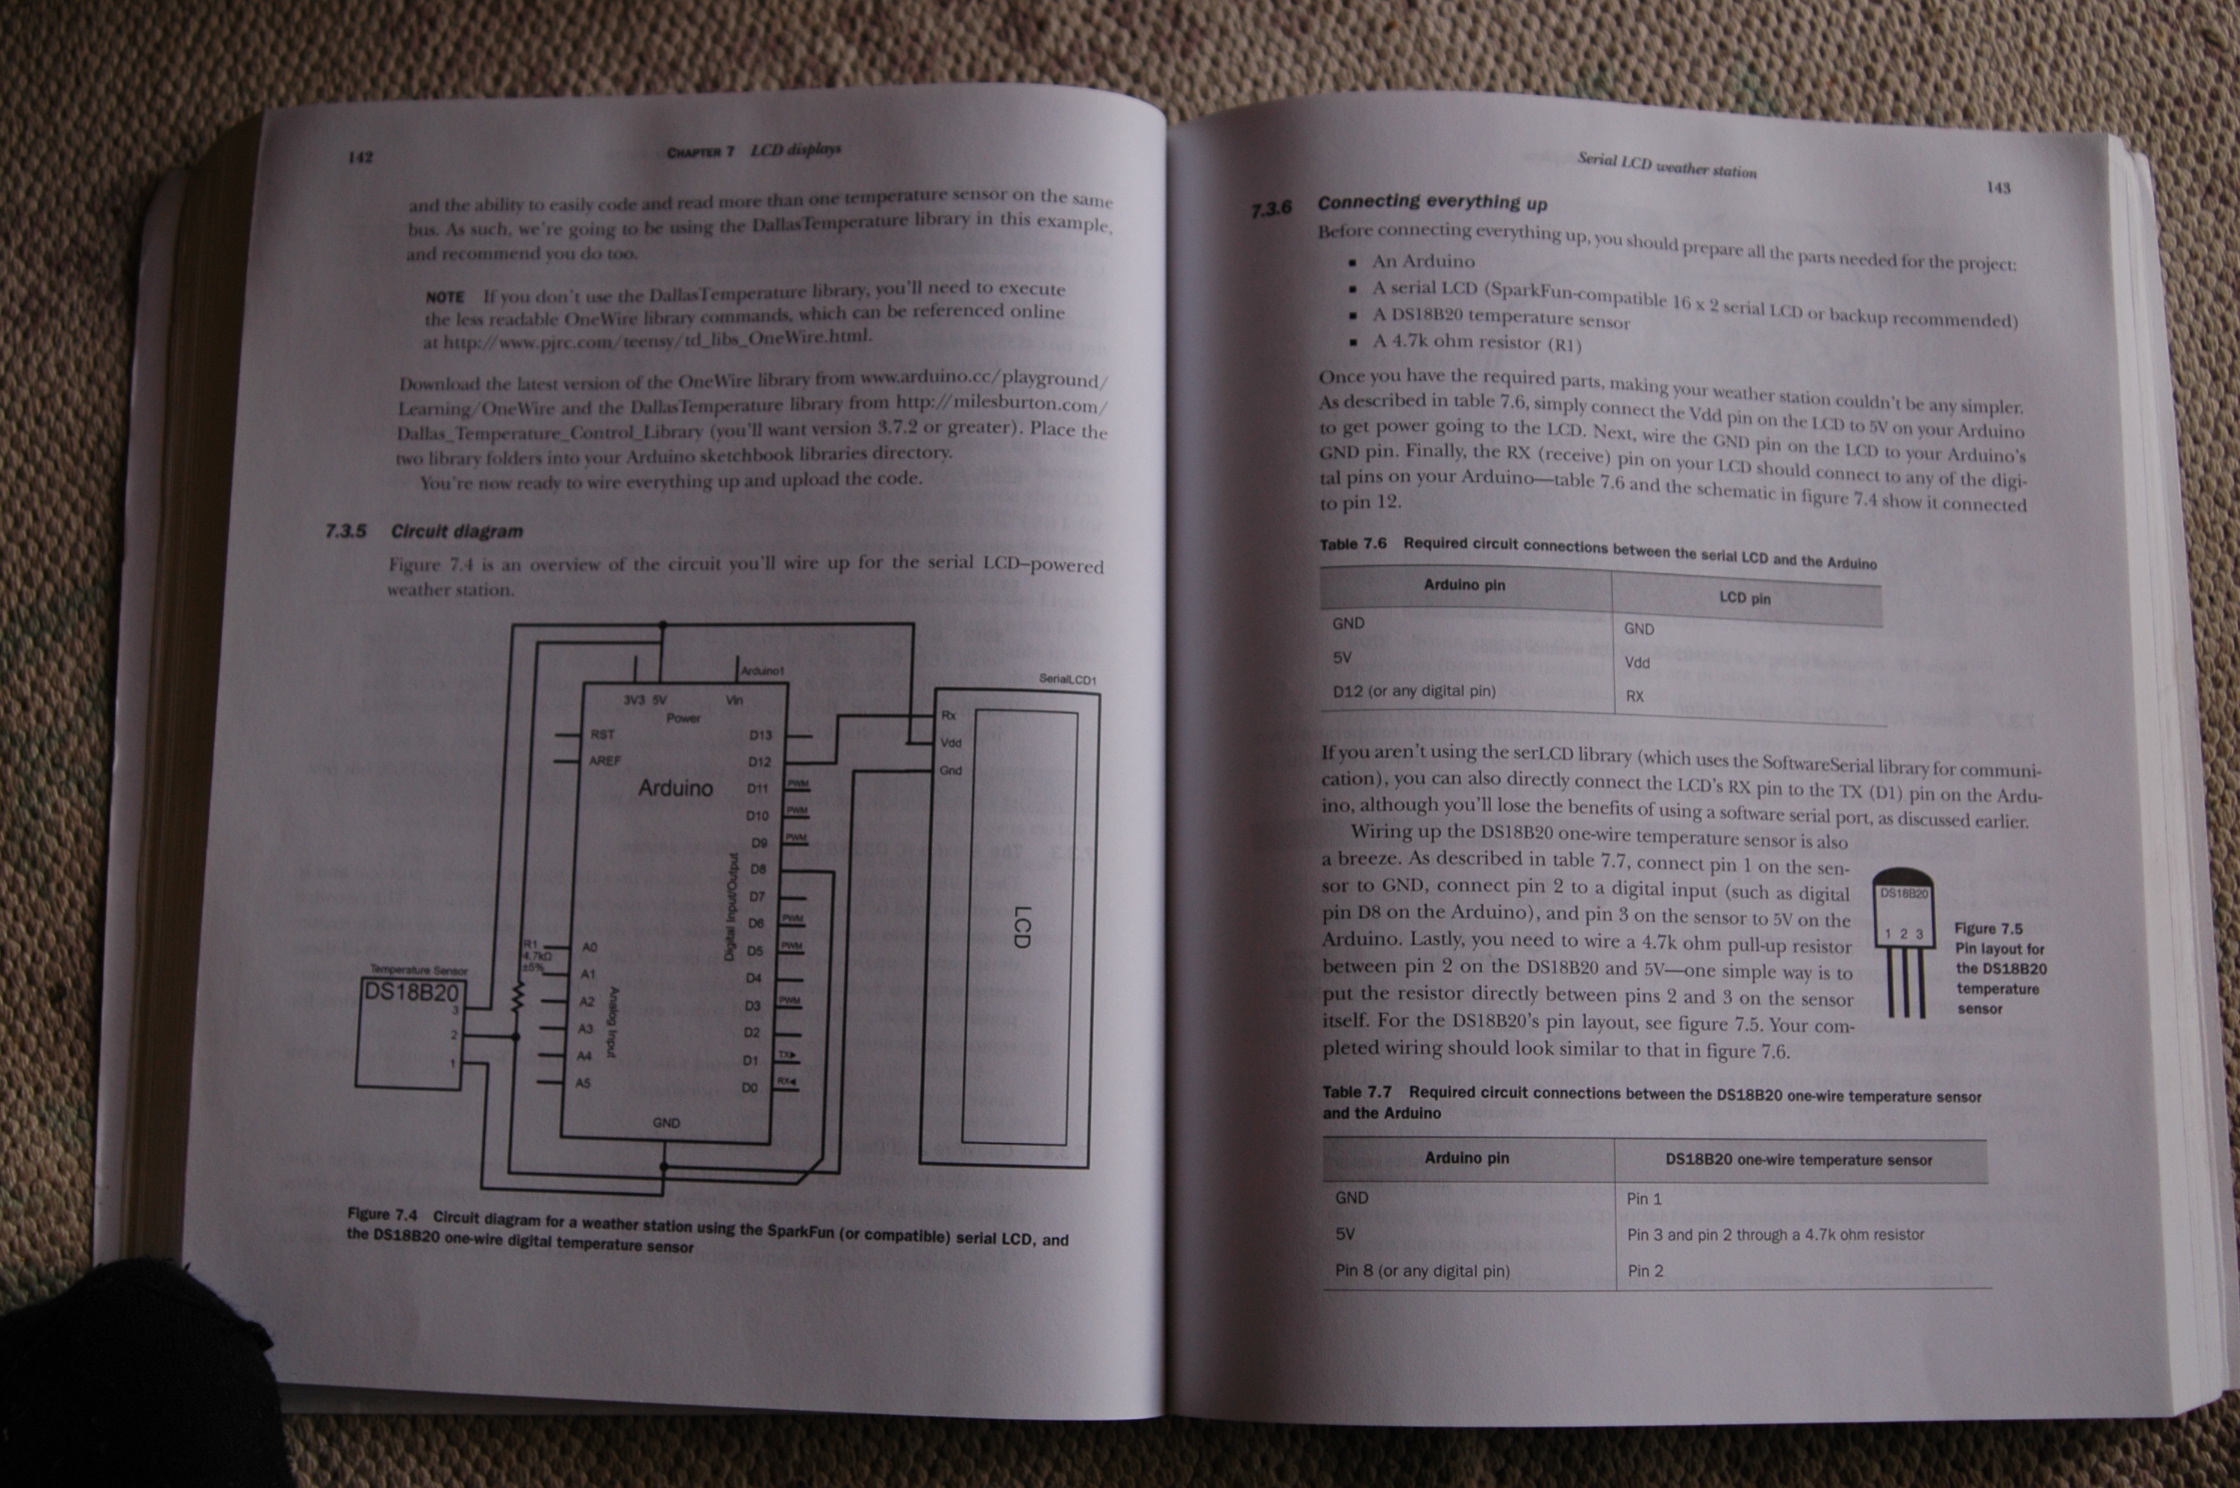 142
CHAPTER 7 LCD displays
and the ability to easily code and read more than one temperature sensor on the same
bus. As such, we're going to be using the DallasTemperature library in this example,
and recommend you do too.
NOTE If you don't use the DallasTemperature library, you'll need to execute
the less readable OneWire library commands, which can be referenced online
at http://www.pjrc.com/teensy/td_libs_OneWire.html.
Download the latest version of the OneWire library from www.arduino.cc/playground/
Learning/OneWire and the DallasTemperature library from http://milesburton.com/
Dallas_Temperature_Control_Library (you'll want version 3.7.2 or greater). Place the
two library folders into your Arduino sketchbook libraries directory.
You're now ready to wire everything up and upload the code.
7.3.5 Circuit diagram
Figure 7.4 is an overview of the circuit you'll wire up for the serial LCD–powered
weather station.
Arduino1
SerialLCD1
3V3 5V
Vin
Power
RST
AREF
Arduino
D13
D12
D11
PWM
D10
PWM
D9
PWM
D8
D7
D6
PWM
D5
PWM
D4
D3
PWM
D2
D1
TX
D0
RX
Digital Input/Output
Rx
Vdd
Gnd
LCD
A0
A1
A2
A3
A4
A5
Analog Input
GND
R1
4.7kΩ
±5%
Temperature Sensor
DS18B20
3
2
1
Figure 7.4 Circuit diagram for a weather station using the SparkFun (or compatible) serial LCD, and
the DS18B20 one-wire digital temperature sensor
Serial LCD weather station
143
7.3.6 Connecting everything up
Before connecting everything up, you should prepare all the parts needed for the project:
■ An Arduino
■ A serial LCD (SparkFun-compatible 16 x 2 serial LCD or backup recommended)
■ A DS18B20 temperature sensor
■ A 4.7k ohm resistor (R1)
Once you have the required parts, making your weather station couldn't be any simpler.
As described in table 7.6, simply connect the Vdd pin on the LCD to 5V on your Arduino
to get power going to the LCD. Next, wire the GND pin on the LCD to your Arduino's
GND pin. Finally, the RX (receive) pin on your LCD should connect to any of the digi-
tal pins on your Arduino—table 7.6 and the schematic in figure 7.4 show it connected
to pin 12.
Table 7.6 Required circuit connections between the serial LCD and the Arduino
Arduino pin LCD pin
GND GND
5V Vdd
D12 (or any digital pin) RX
If you aren't using the serLCD library (which uses the SoftwareSerial library for communi-
cation), you can also directly connect the LCD's RX pin to the TX (D1) pin on the Ardu-
ino, although you'll lose the benefits of using a software serial port, as discussed earlier.
Wiring up the DS18B20 one-wire temperature sensor is also
a breeze. As described in table 7.7, connect pin 1 on the sen-
sor to GND, connect pin 2 to a digital input (such as digital
pin D8 on the Arduino), and pin 3 on the sensor to 5V on the
Arduino. Lastly, you need to wire a 4.7k ohm pull-up resistor
between pin 2 on the DS18B20 and 5V—one simple way is to
put the resistor directly between pins 2 and 3 on the sensor
itself. For the DS18B20's pin layout, see figure 7.5. Your com-
pleted wiring should look similar to that in figure 7.6.
DS18B20
1 2 3
Figure 7.5
Pin layout for
the DS18B20
temperature
sensor
Table 7.7 Required circuit connections between the DS18B20 one-wire temperature sensor
and the Arduino
Arduino pin DS18B20 one-wire temperature sensor
GND Pin 1
5V Pin 3 and pin 2 through a 4.7k ohm resistor
Pin 8 (or any digital pin) Pin 2